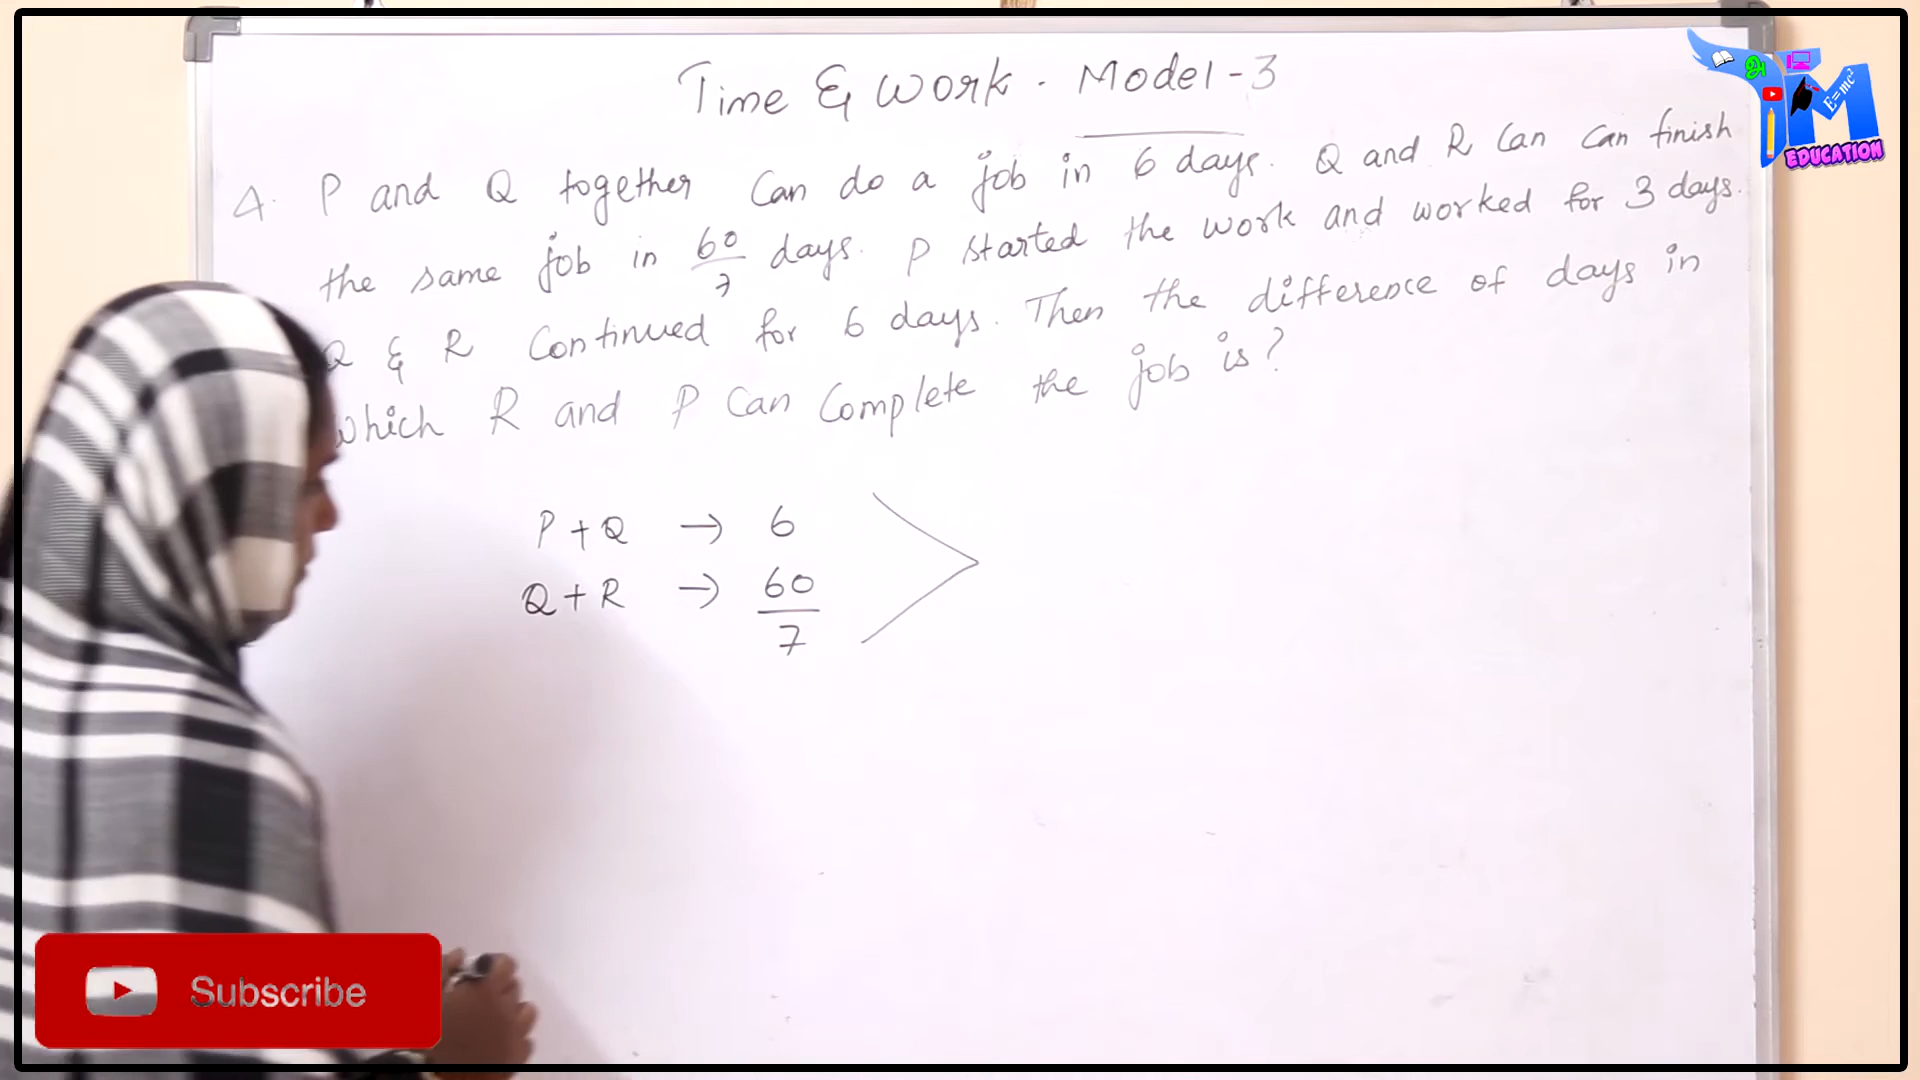 Time & Work - Model-3
4. P and Q together can do a job in 6 days. Q and R can can finish
the same job in 60/7 days. P started the work and worked for 3 days.
Q & R continued for 6 days. Then the difference of days in
which R and P can complete the job is?
P + Q → 6
Q + R → 60/7
அ
E=mc²
EDUCATION
Subscribe